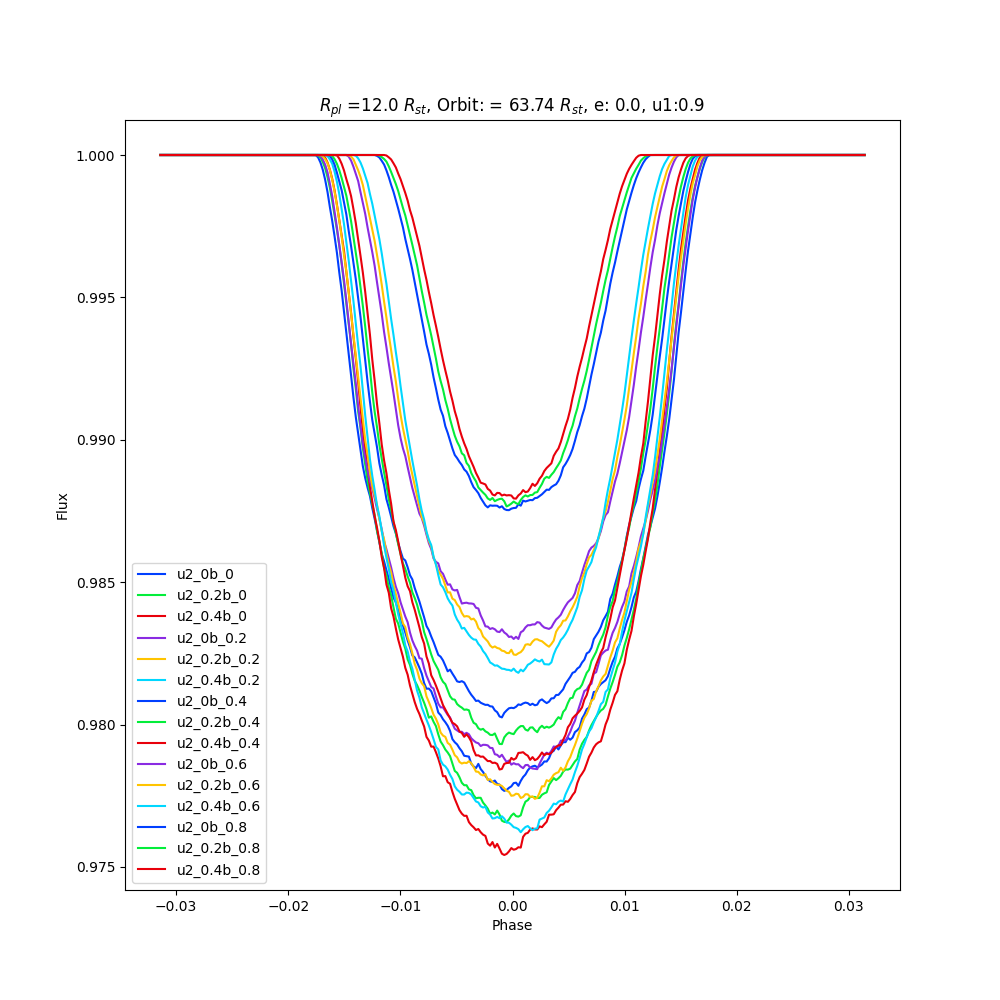 R_pl =12.0 R_st, Orbit: = 63.74 R_st, e: 0.0, u1:0.9
1.000
0.995
0.990
0.985
0.980
0.975
Flux
u2_0b_0
u2_0.2b_0
u2_0.4b_0
u2_0b_0.2
u2_0.2b_0.2
u2_0.4b_0.2
u2_0b_0.4
u2_0.2b_0.4
u2_0.4b_0.4
u2_0b_0.6
u2_0.2b_0.6
u2_0.4b_0.6
u2_0b_0.8
u2_0.2b_0.8
u2_0.4b_0.8
−0.03 −0.02 −0.01 0.00 0.01 0.02 0.03
Phase